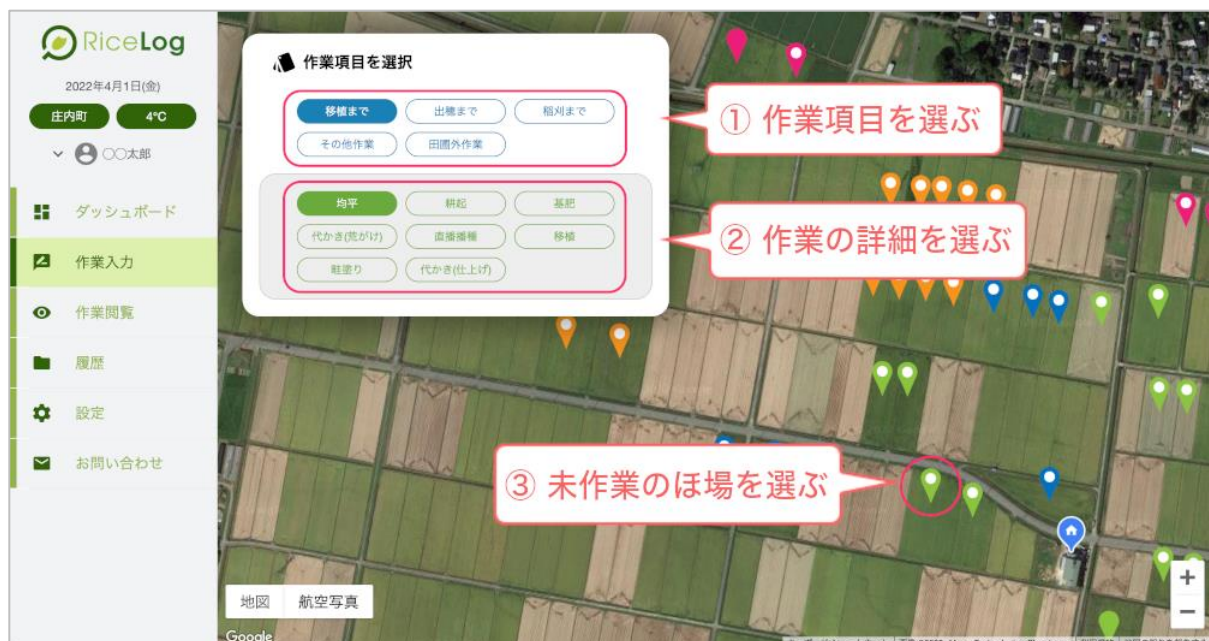 RiceLog
2022年4月1日(金)
庄内町 4℃
○○太郎
ダッシュボード
作業入力
作業閲覧
履歴
設定
お問い合わせ
作業項目を選択
移植まで 出穂まで 稲刈まで
その他作業 田圃外作業
均平 耕起 基肥
代かき(荒がけ) 直播播種 移植
畦塗り 代かき(仕上げ)
① 作業項目を選ぶ
② 作業の詳細を選ぶ
③ 未作業のほ場を選ぶ
地図 航空写真
+
−
Google